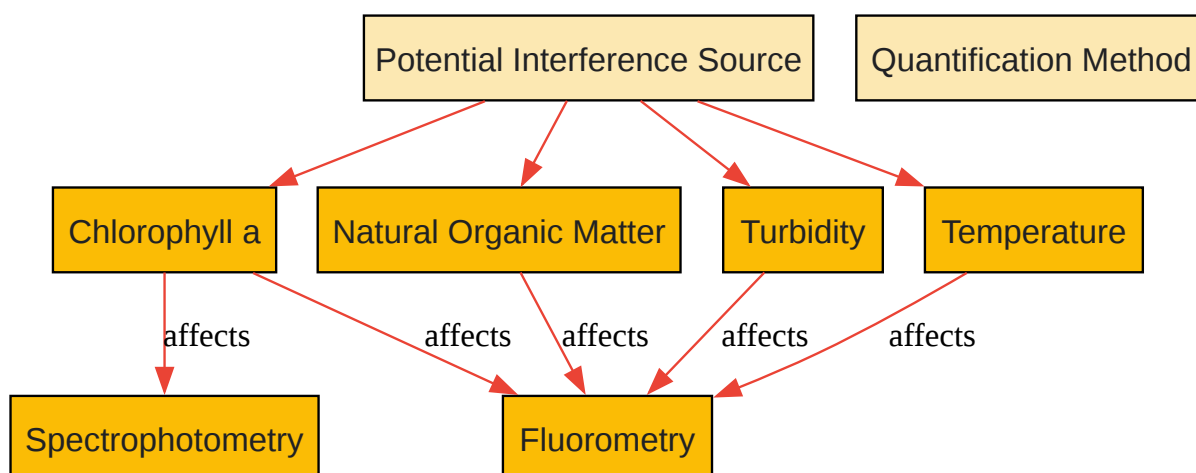 Potential Interference Source
Quantification Method
Chlorophyll a
Natural Organic Matter
Turbidity
Temperature
affects
affects
affects
affects
affects
Spectrophotometry
Fluorometry